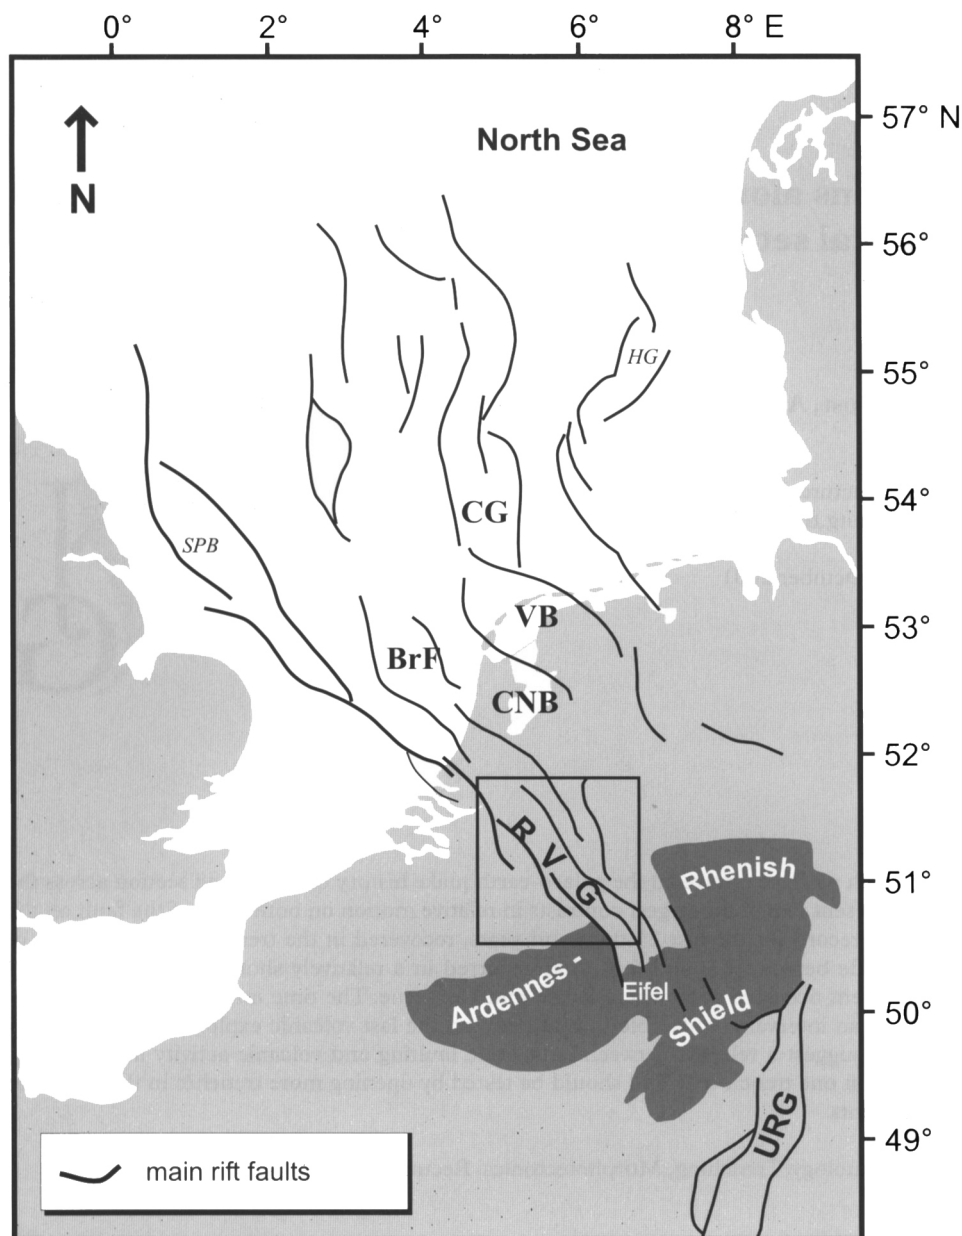 0° 2° 4° 6° 8° E
57° N
North Sea
N
56°
HG
55°
54°
CG
SPB
53°
VB
BrF
CNB
52°
R V G
Rhenish
51°
Ardennes -
Eifel
50°
Shield
URG
49°
main rift faults